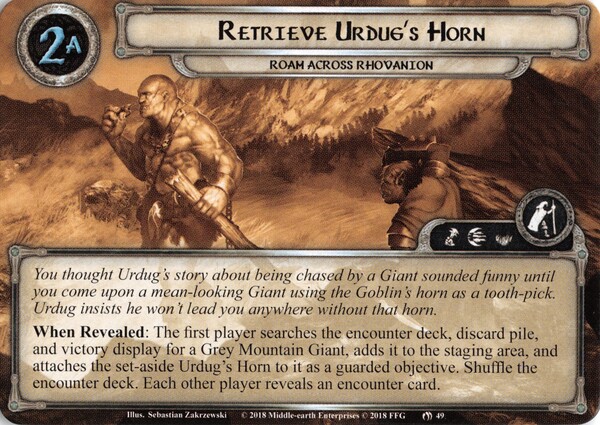 2A
Retrieve Urdug's Horn
Roam Across Rhovanion
You thought Urdug's story about being chased by a Giant sounded funny until
you come upon a mean-looking Giant using the Goblin's horn as a tooth-pick.
Urdug insists he won't lead you anywhere without that horn.
When Revealed: The first player searches the encounter deck, discard pile,
and victory display for a Grey Mountain Giant, adds it to the staging area, and
attaches the set-aside Urdug's Horn to it as a guarded objective. Shuffle the
encounter deck. Each other player reveals an encounter card.
Illus. Sebastian Zakrzewski © 2018 Middle-earth Enterprises © 2018 FFG 49